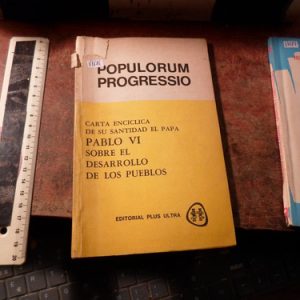 POPULORUM
PROGRESSIO
CARTA ENCICLICA
DE SU SANTIDAD EL PAPA
PABLO VI
SOBRE EL
DESARROLLO
DE LOS PUEBLOS
EDITORIAL PLUS ULTRA